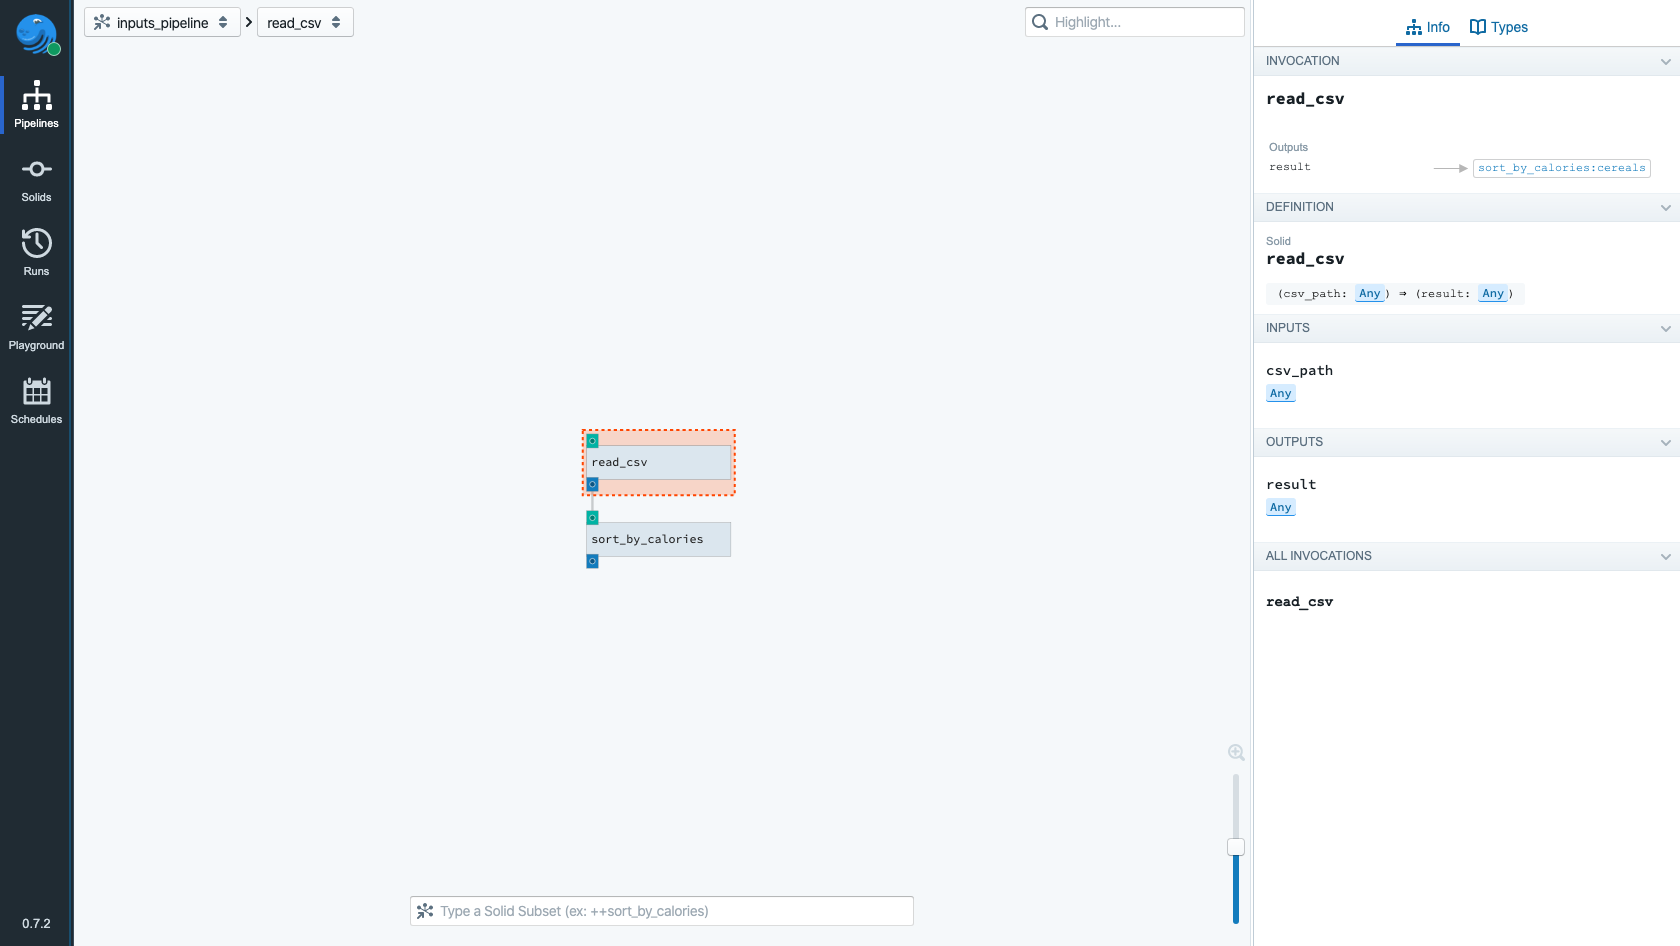 inputs_pipeline
read_csv
Highlight...
Info
Types
Pipelines
Solids
Runs
Playground
Schedules
0.7.2
read_csv
sort_by_calories
Type a Solid Subset (ex: ++sort_by_calories)
INVOCATION
read_csv
Outputs
result
sort_by_calories:cereals
DEFINITION
Solid
read_csv
(csv_path: Any) ⇒ (result: Any)
INPUTS
csv_path
Any
OUTPUTS
result
Any
ALL INVOCATIONS
read_csv